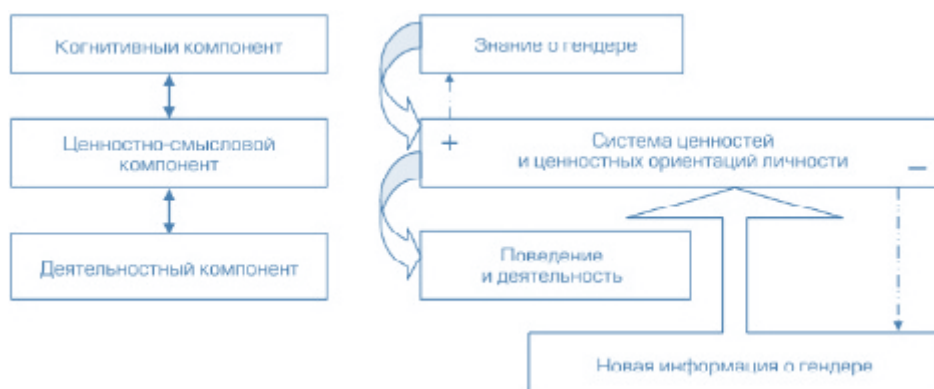 Когнитивный компонент
Знание о гендере
Ценностно-смысловой
компонент
+
Система ценностей
и ценностных ориентаций личности
–
Деятельностный компонент
Поведение
и деятельность
Новая информация о гендере